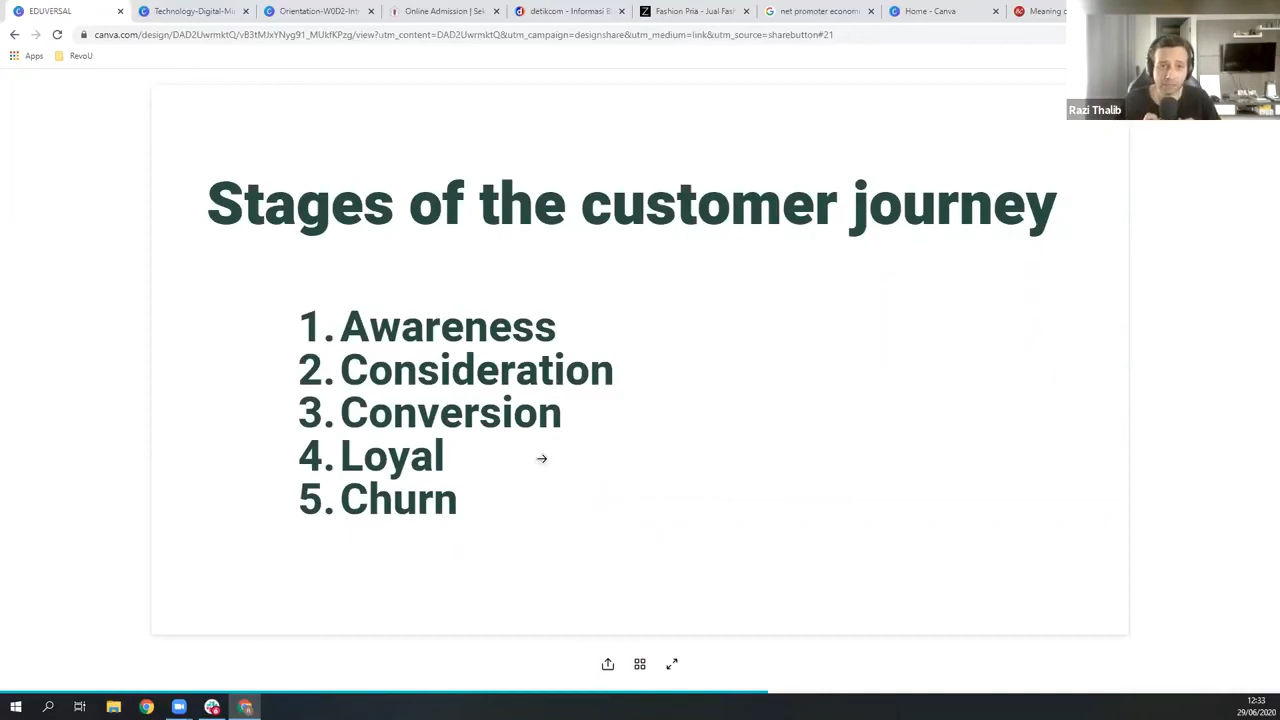 EDUVERSAL
Technology-Digital-M
Orientation-W0D2-Int
Online Admission | Sel
detikcom - Informasi B
Fashion Pria - Jual Fas
net promoter econom
Home - Canva
Meaning o
canva.com/design/DAD2UwrmktQ/vB3tMJxYNyg91_MUkfKPzg/view?utm_content=DAD2UwrmktQ&utm_campaign=designshare&utm_medium=link&utm_source=sharebutton#21
Apps
RevoU
Razi Thalib
Stages of the customer journey
1. Awareness
2. Consideration
3. Conversion
4. Loyal
5. Churn
12:33
29/06/2020